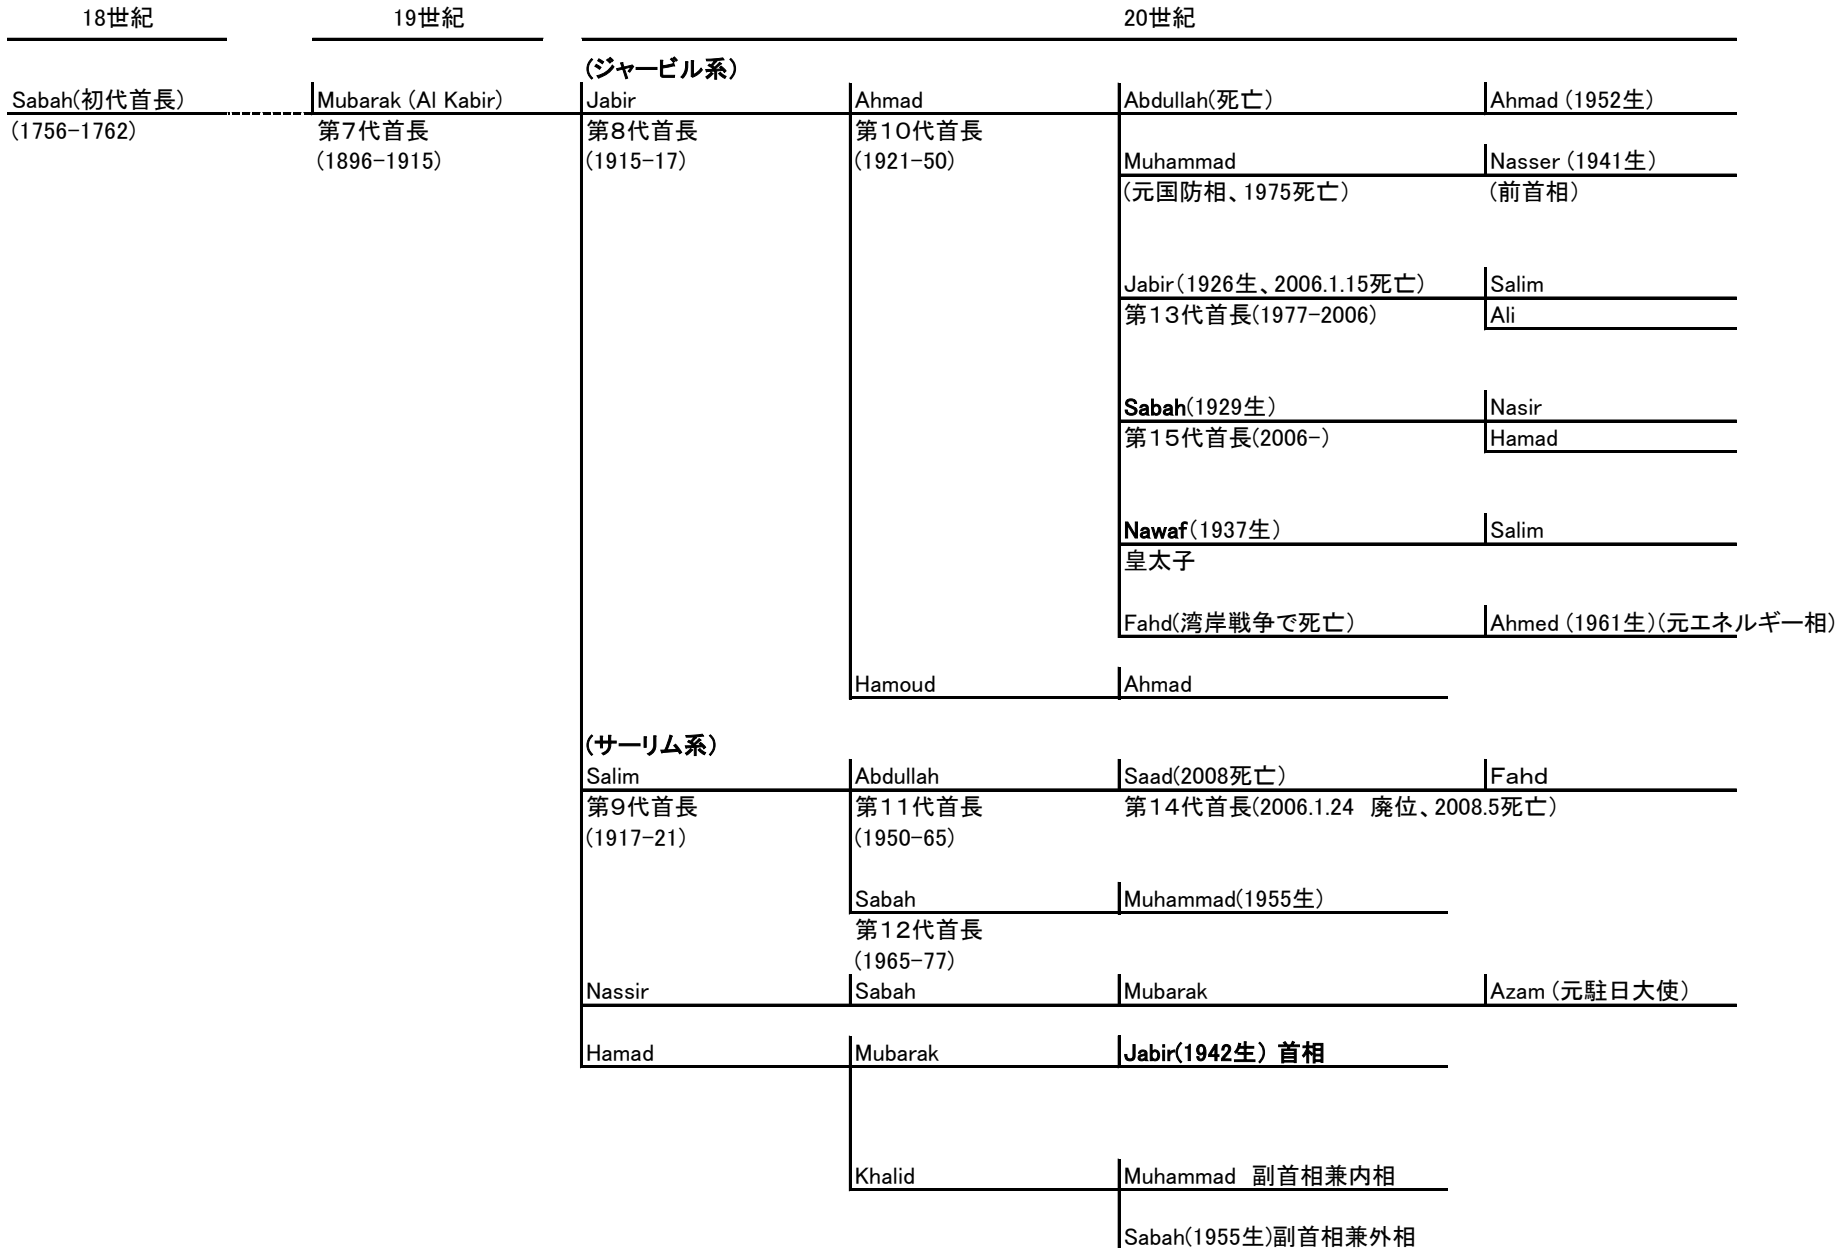 18世紀 19世紀 20世紀
(ジャービル系)
Sabah(初代首長) Mubarak (Al Kabir) Jabir Ahmad Abdullah(死亡) Ahmad (1952生)
(1756-1762) 第7代首長 第8代首長 第10代首長
(1896-1915) (1915-17) (1921-50) Muhammad Nasser (1941生)
(元国防相、1975死亡) (前首相)
Jabir(1926生、2006.1.15死亡) Salim
第13代首長(1977-2006) Ali
Sabah(1929生) Nasir
第15代首長(2006-) Hamad
Nawaf(1937生) Salim
皇太子
Fahd(湾岸戦争で死亡) Ahmed (1961生)(元エネルギー相)
Hamoud Ahmad
(サーリム系)
Salim Abdullah Saad(2008死亡) Fahd
第9代首長 第11代首長 第14代首長(2006.1.24 廃位、2008.5死亡)
(1917-21) (1950-65)
Sabah Muhammad(1955生)
第12代首長
(1965-77)
Nassir Sabah Mubarak Azam (元駐日大使)
Hamad Mubarak Jabir(1942生) 首相
Khalid Muhammad 副首相兼内相
Sabah(1955生)副首相兼外相